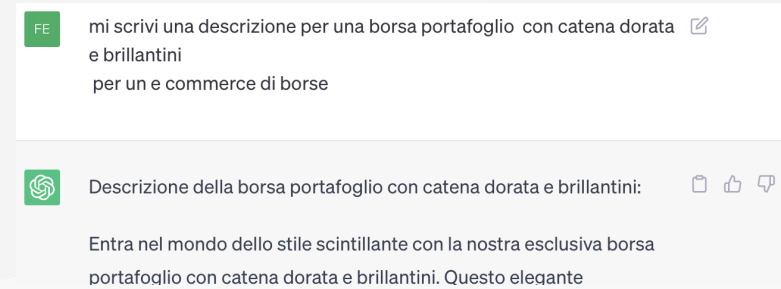 FE
mi scrivi una descrizione per una borsa portafoglio con catena dorata
e brillantini
per un e commerce di borse
Descrizione della borsa portafoglio con catena dorata e brillantini:
Entra nel mondo dello stile scintillante con la nostra esclusiva borsa
portafoglio con catena dorata e brillantini. Questo elegante